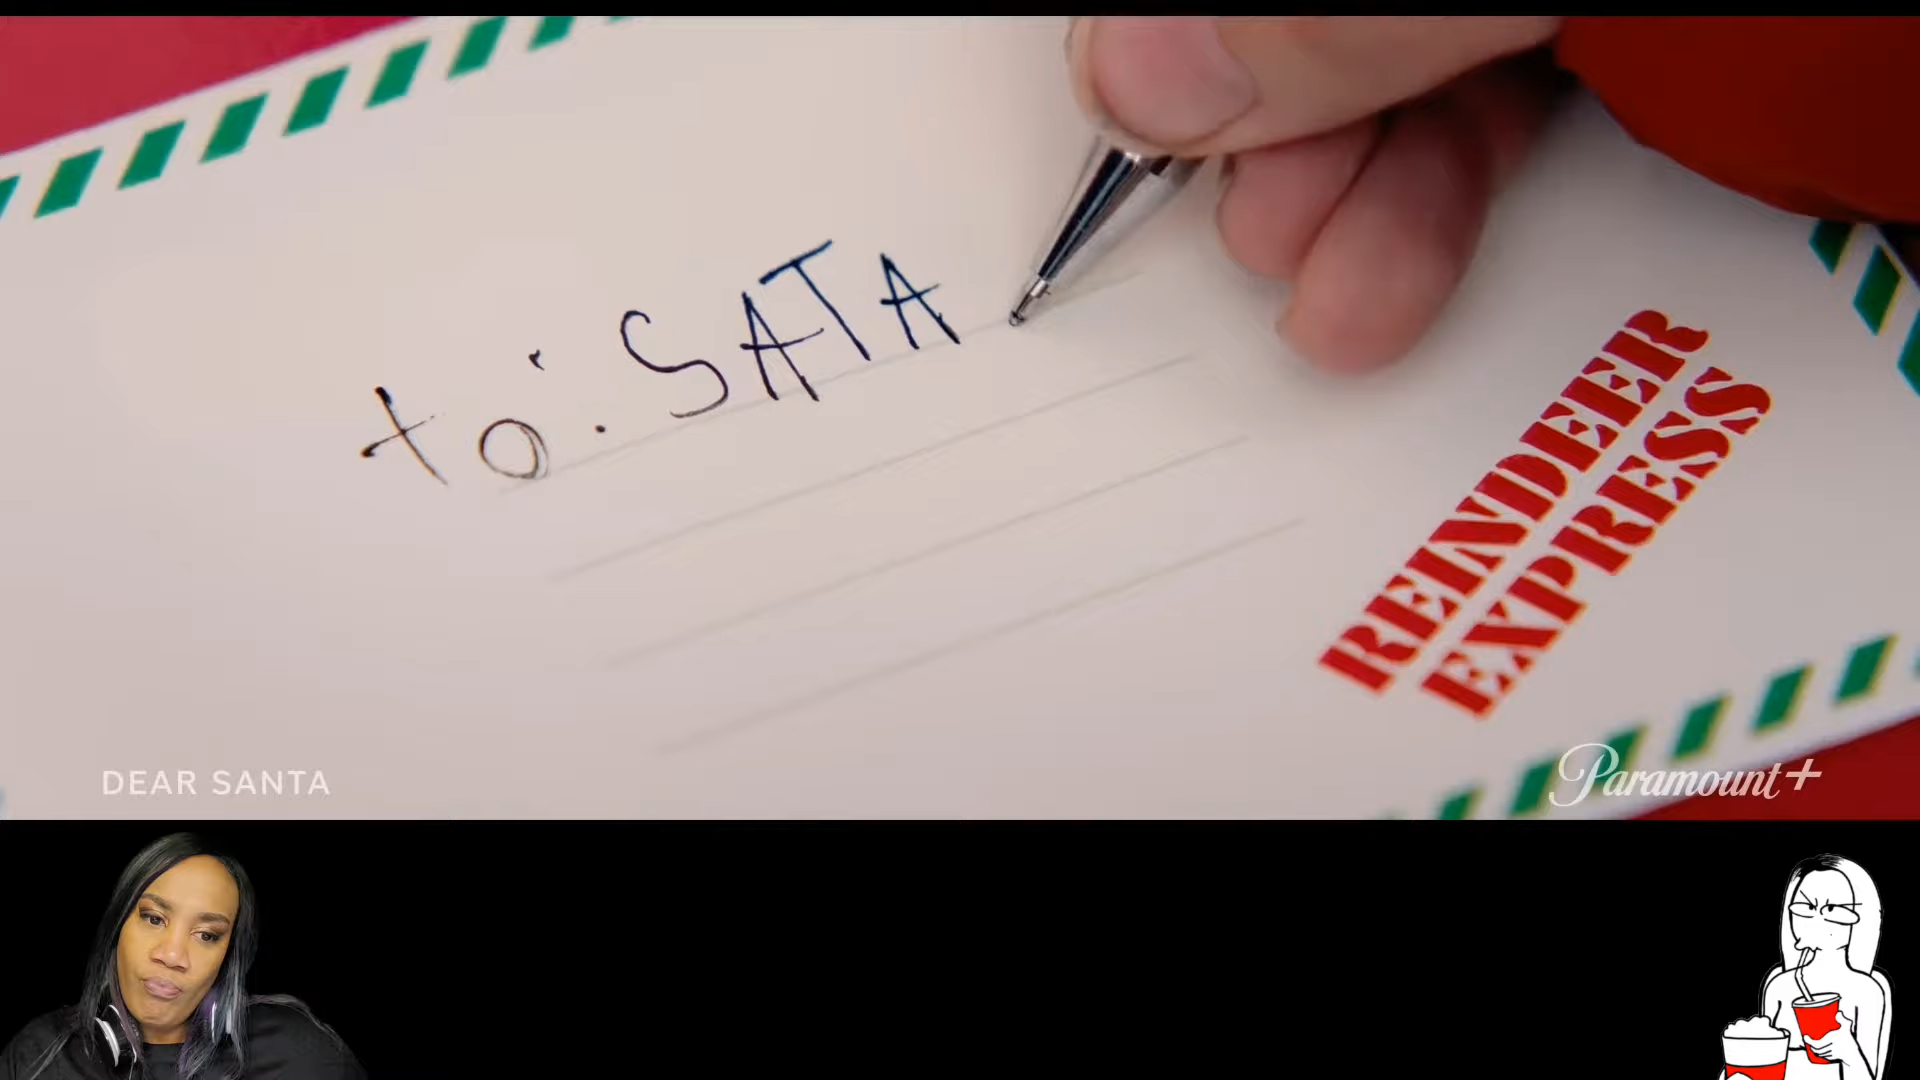 to: SATA
REINDEER
EXPRESS
DEAR SANTA
Paramount+